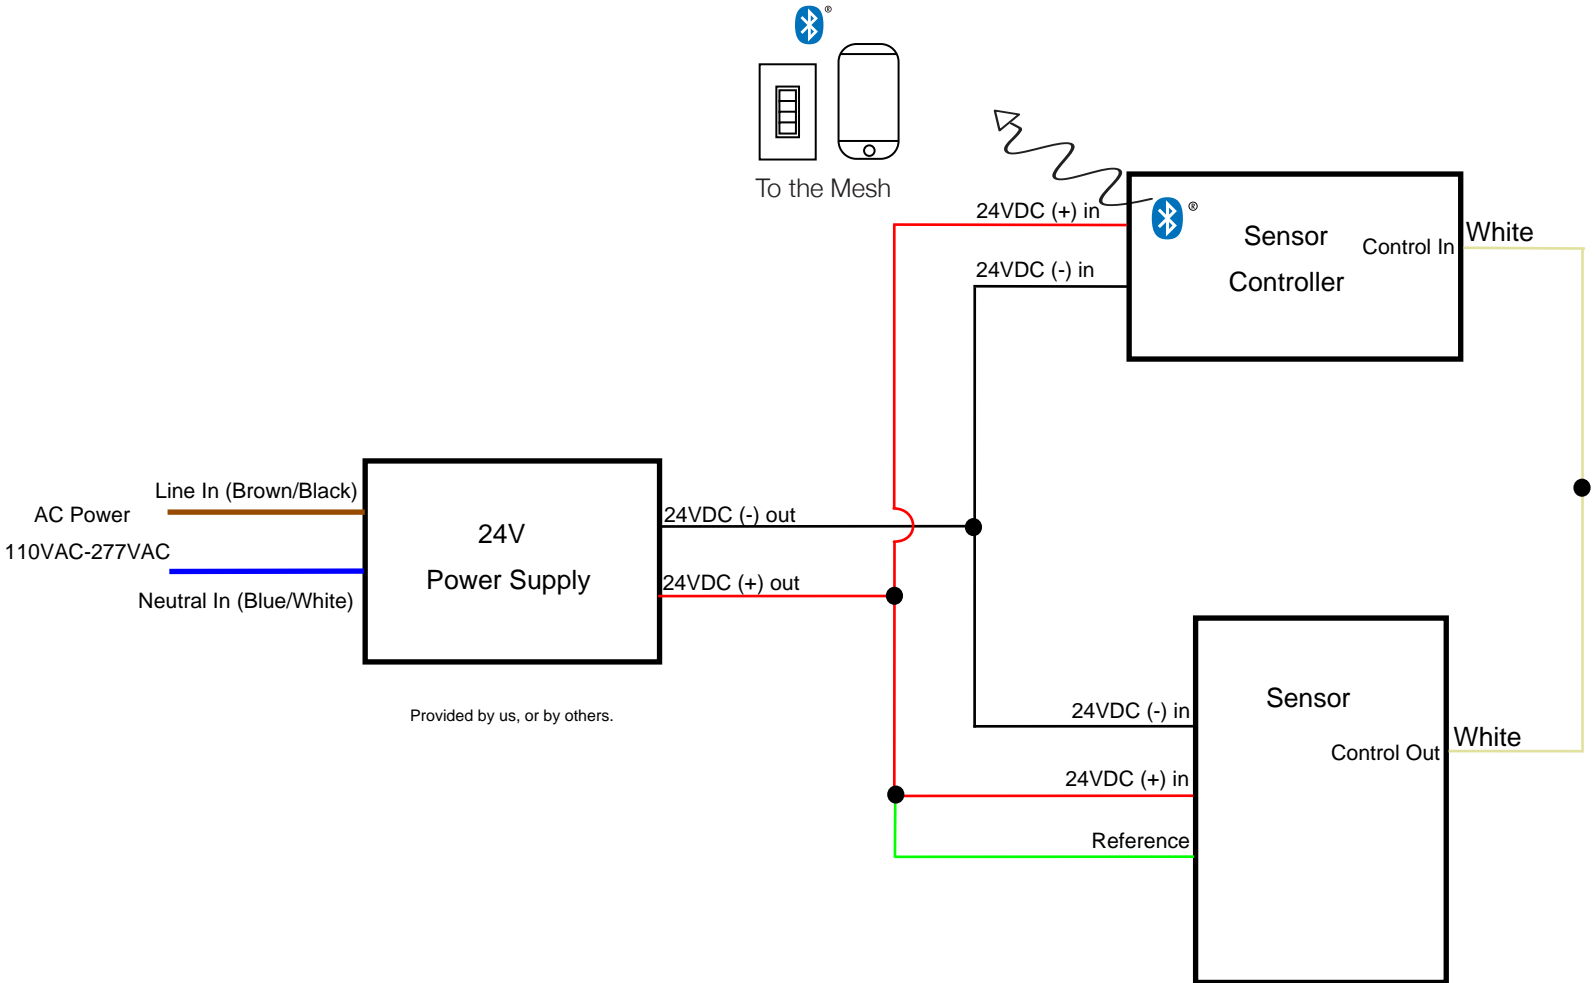 ®
To the Mesh
24VDC (+) in
®
Sensor
Controller
Control In
White
24VDC (-) in
Line In (Brown/Black)
AC Power
110VAC-277VAC
Neutral In (Blue/White)
24V
Power Supply
24VDC (-) out
24VDC (+) out
Provided by us, or by others.
24VDC (-) in
24VDC (+) in
Reference
Sensor
Control Out
White